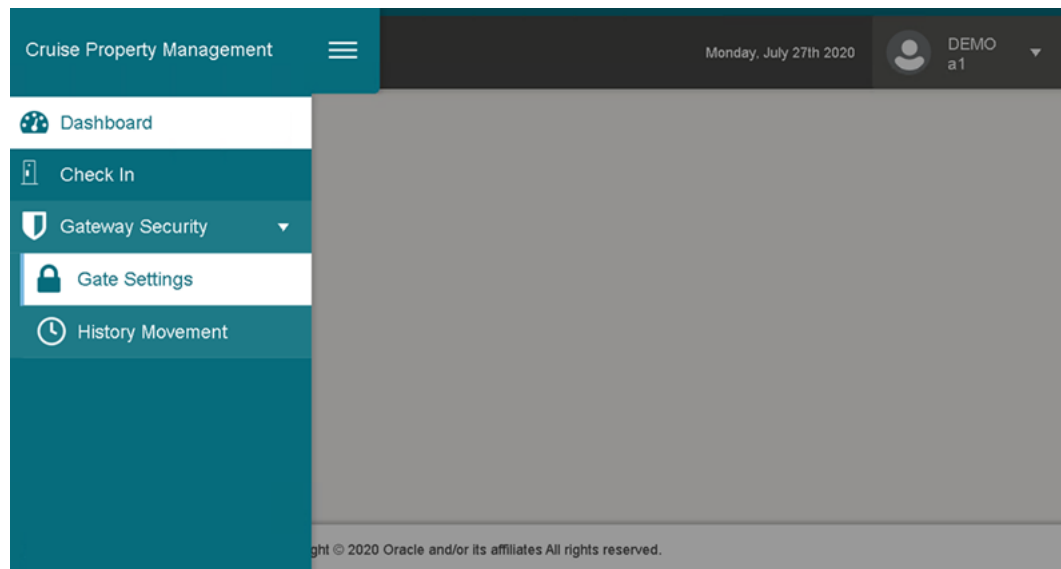 Cruise Property Management
Monday, July 27th 2020
DEMO
a1
Dashboard
Check In
Gateway Security
Gate Settings
History Movement
ght © 2020 Oracle and/or its affiliates All rights reserved.